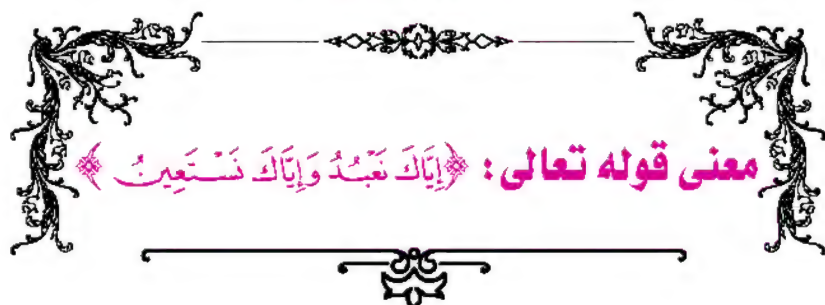 معنى قوله تعالى: ﴿إِيَّاكَ نَعْبُدُ وَإِيَّاكَ نَسْتَعِينُ﴾